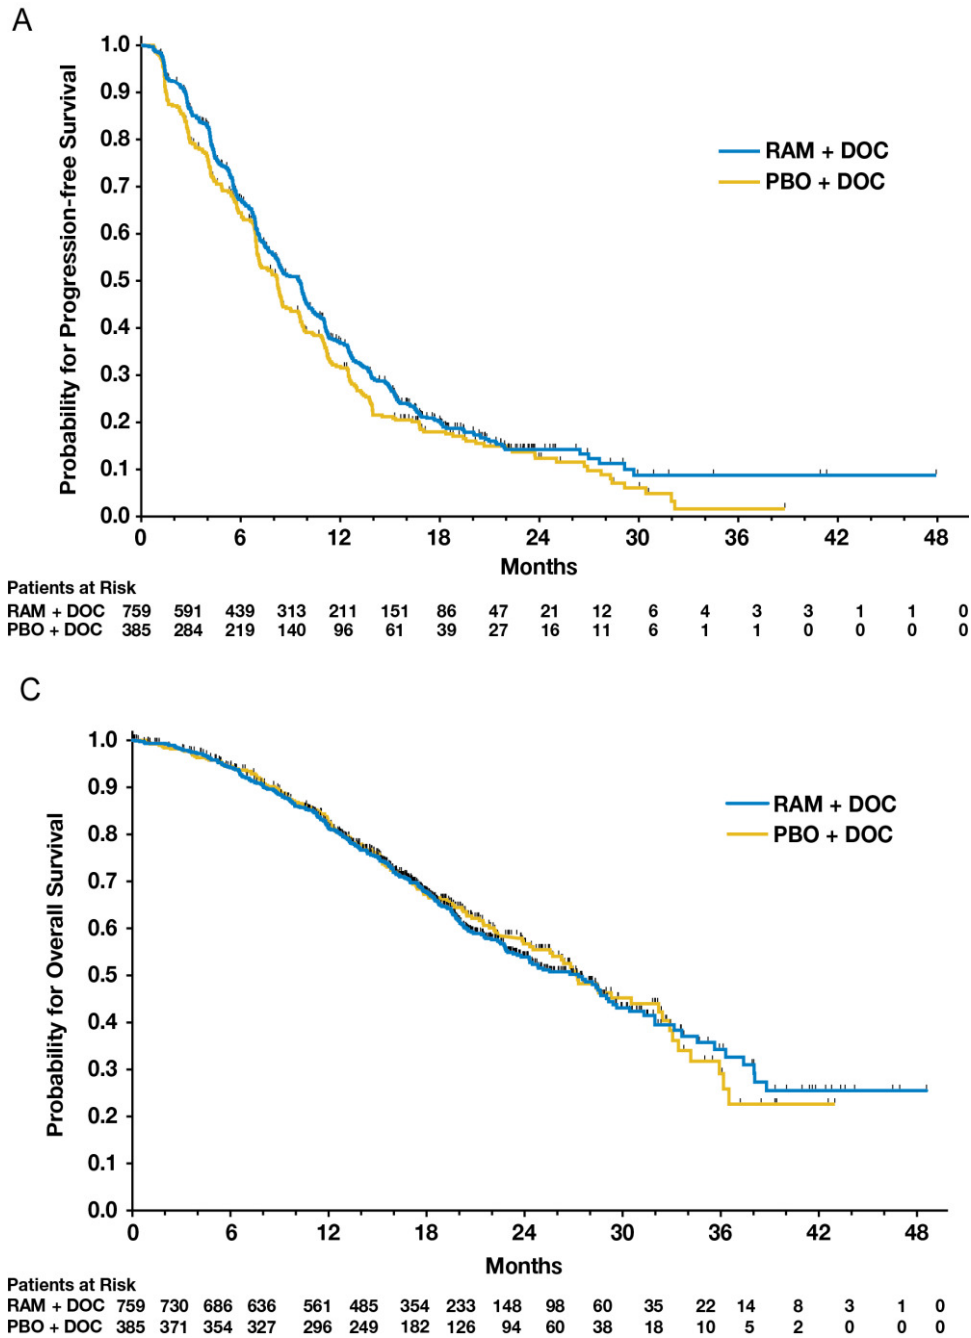 A
1.0
0.9
0.8
0.7
0.6
0.5
0.4
0.3
0.2
0.1
0.0
Probability for Progression-free Survival
RAM + DOC
PBO + DOC
0 6 12 18 24 30 36 42 48
Months
Patients at Risk
RAM + DOC 759 591 439 313 211 151 86 47 21 12 6 4 3 3 1 1 0
PBO + DOC 385 284 219 140 96 61 39 27 16 11 6 1 1 0 0 0 0
C
1.0
0.9
0.8
0.7
0.6
0.5
0.4
0.3
0.2
0.1
0.0
Probability for Overall Survival
RAM + DOC
PBO + DOC
0 6 12 18 24 30 36 42 48
Months
Patients at Risk
RAM + DOC 759 730 686 636 561 485 354 233 148 98 60 35 22 14 8 3 1 0
PBO + DOC 385 371 354 327 296 249 182 126 94 60 38 18 10 5 2 0 0 0